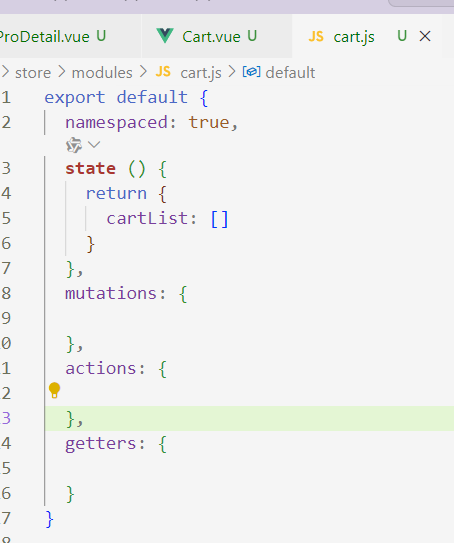 ProDetail.vue U
Cart.vue U
JS cart.js U
store > modules > JS cart.js > default
1 export default {
2 namespaced: true,
3 state () {
4 return {
5 cartList: []
6 }
7 },
8 mutations: {
9
0 },
1 actions: {
2
3 },
4 getters: {
5
6 }
7 }
8